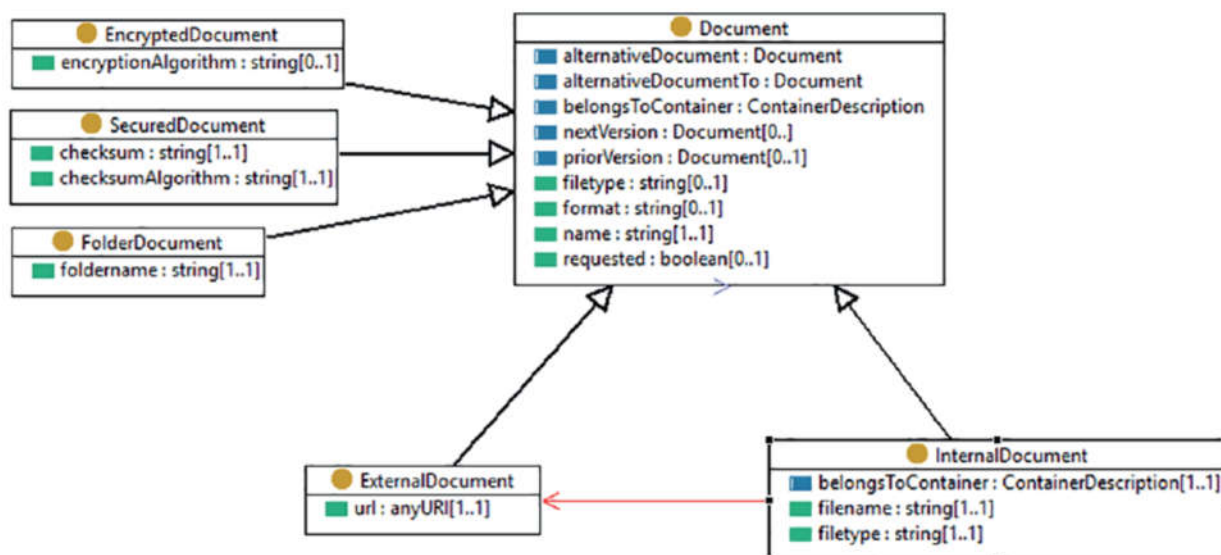 EncryptedDocument
encryptionAlgorithm : string[0..1]
SecuredDocument
checksum : string[1..1]
checksumAlgorithm : string[1..1]
FolderDocument
foldername : string[1..1]
Document
alternativeDocument : Document
alternativeDocumentTo : Document
belongsToContainer : ContainerDescription
nextVersion : Document[0..]
priorVersion : Document[0..1]
filetype : string[0..1]
format : string[0..1]
name : string[1..1]
requested : boolean[0..1]
ExternalDocument
url : anyURI[1..1]
InternalDocument
belongsToContainer : ContainerDescription[1..1]
filename : string[1..1]
filetype : string[1..1]